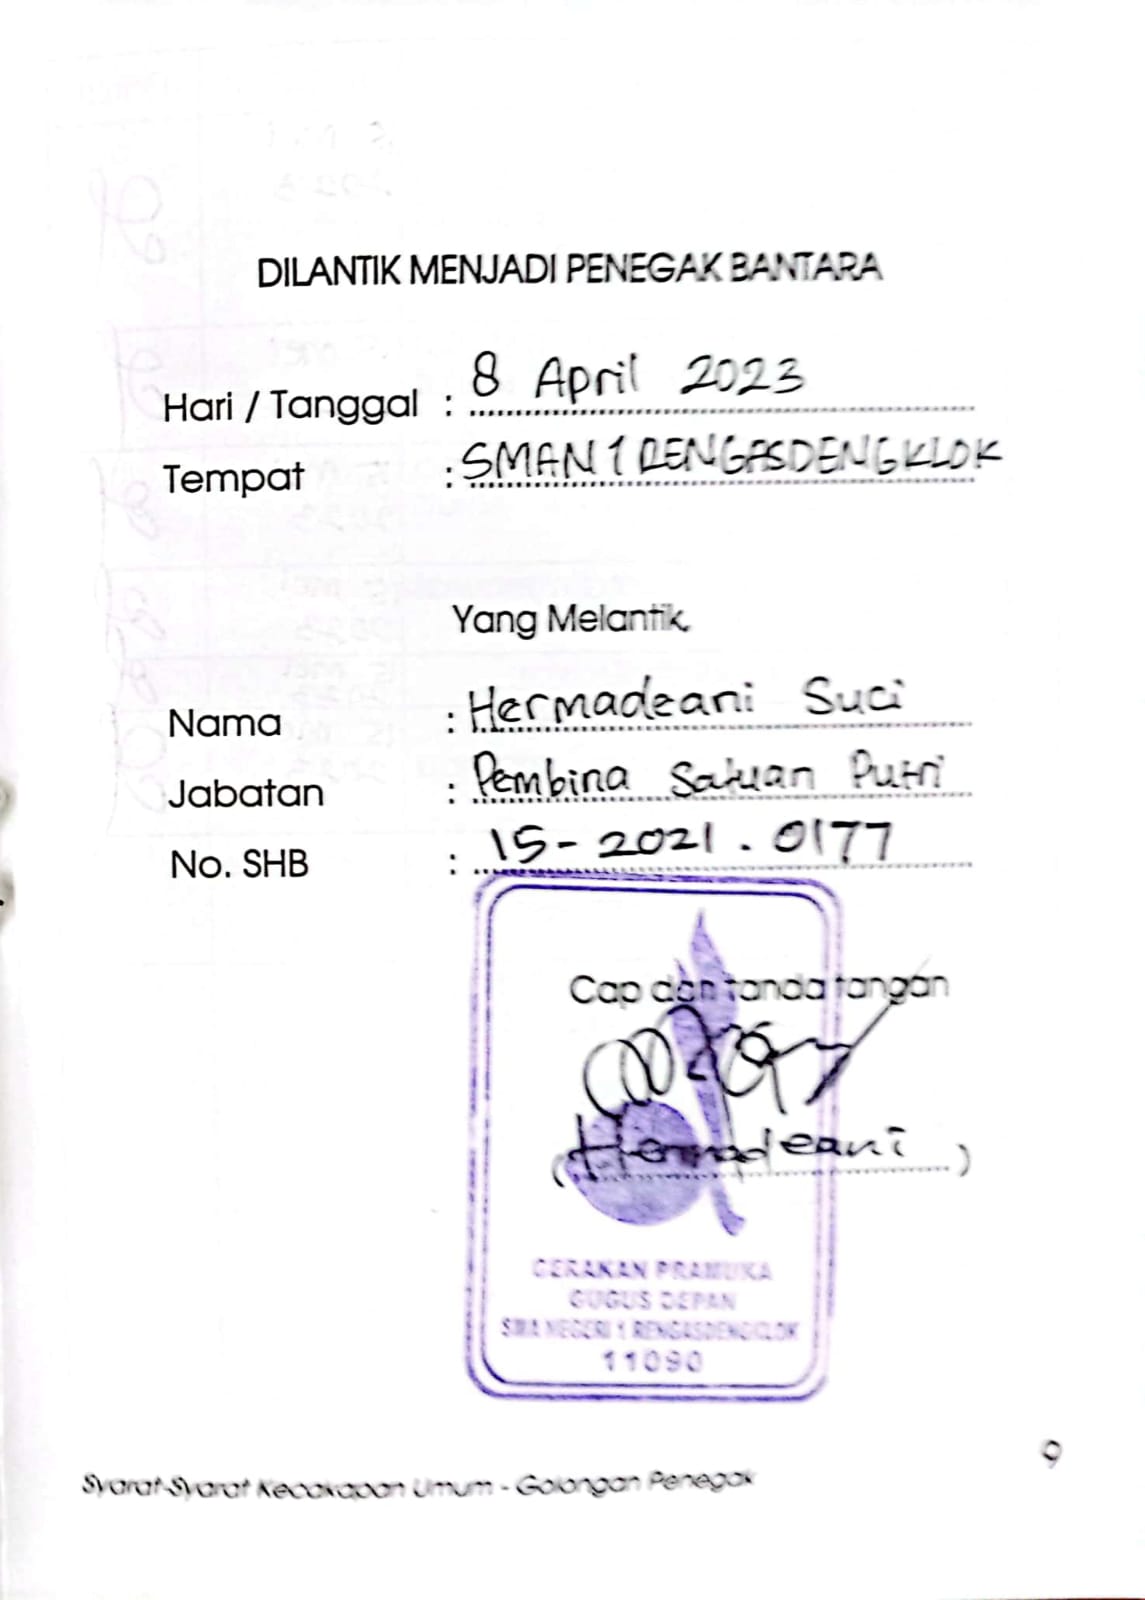 DILANTIK MENJADI PENEGAK BANTARA
Hari / Tanggal : 8 April 2023
Tempat : SMAN 1 RENGASDENGKLOK
Yang Melantik,
Nama : Hermadeani Suci
Jabatan : Pembina Satuan Putri
No. SHB : 15-2021.0177
Cap dan tanda tangan
(Hermadeani)
GERAKAN PRAMUKA
GUGUS DEPAN
SMA NEGERI 1 RENGASDENGKLOK
11090
9
Syarat-Syarat Kecakapan Umum - Golongan Penegak